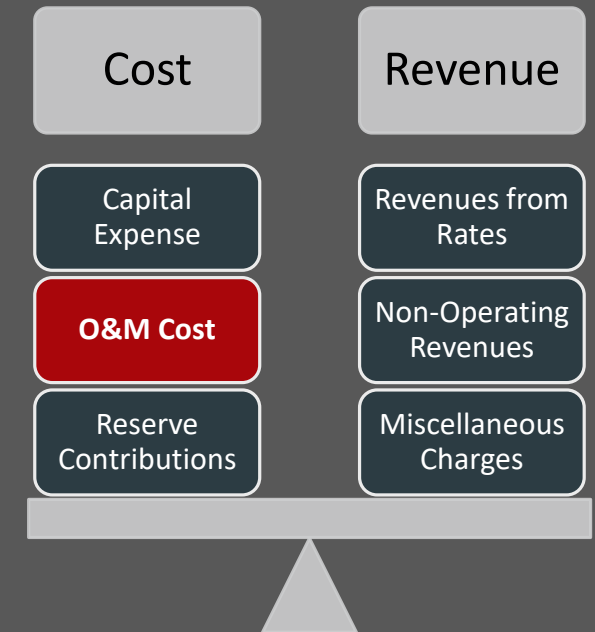 Cost
Capital
Expense
O&M Cost
Reserve
Contributions
Revenue
Revenues from
Rates
Non-Operating
Revenues
Miscellaneous
Charges